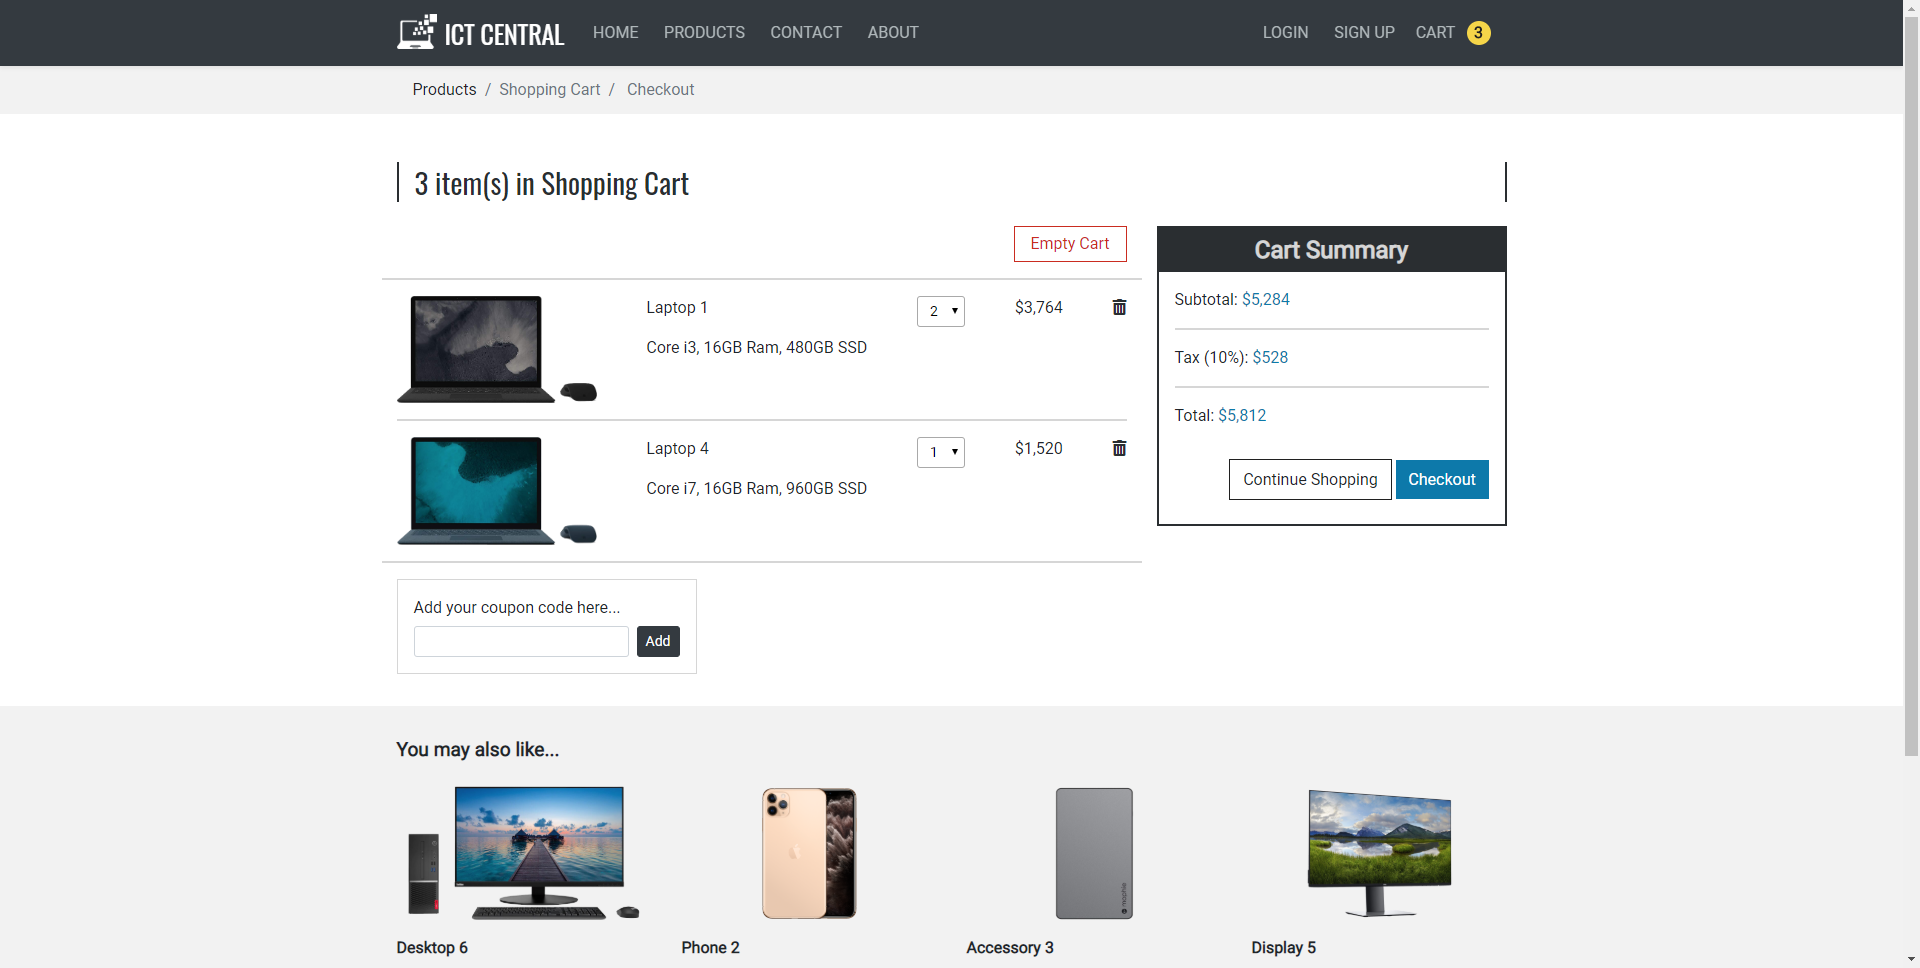 ICT CENTRAL HOME PRODUCTS CONTACT ABOUT LOGIN SIGN UP CART 3
Products / Shopping Cart / Checkout
3 item(s) in Shopping Cart
Empty Cart
Laptop 1 2 $3,764
Core i3, 16GB Ram, 480GB SSD
Laptop 4 1 $1,520
Core i7, 16GB Ram, 960GB SSD
Cart Summary
Subtotal: $5,284
Tax (10%): $528
Total: $5,812
Continue Shopping Checkout
Add your coupon code here...
Add
You may also like...
mophie
Desktop 6 Phone 2 Accessory 3 Display 5